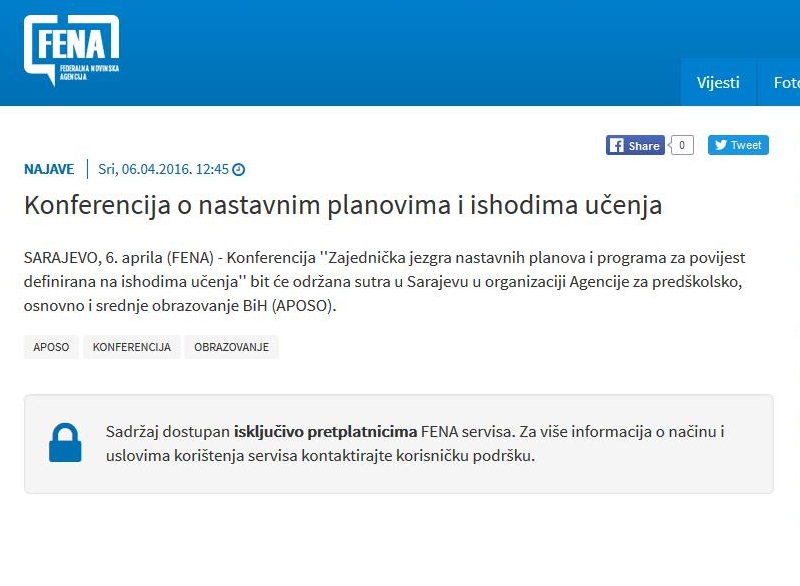 FENA
FEDERALNA NOVINSKA
AGENCIJA
Vijesti
Foto
Share
0
Tweet
NAJAVE
Sri, 06.04.2016. 12:45
Konferencija o nastavnim planovima i ishodima učenja
SARAJEVO, 6. aprila (FENA) - Konferencija ''Zajednička jezgra nastavnih planova i programa za povijest
definirana na ishodima učenja'' bit će održana sutra u Sarajevu u organizaciji Agencije za predškolsko,
osnovno i srednje obrazovanje BiH (APOSO).
APOSO
KONFERENCIJA
OBRAZOVANJE
Sadržaj dostupan isključivo pretplatnicima FENA servisa. Za više informacija o načinu i
uslovima korištenja servisa kontaktirajte korisničku podršku.